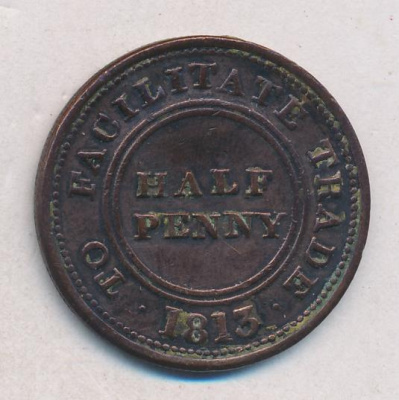 TO FACILITATE TRADE
HALF
PENNY
· 1813 ·